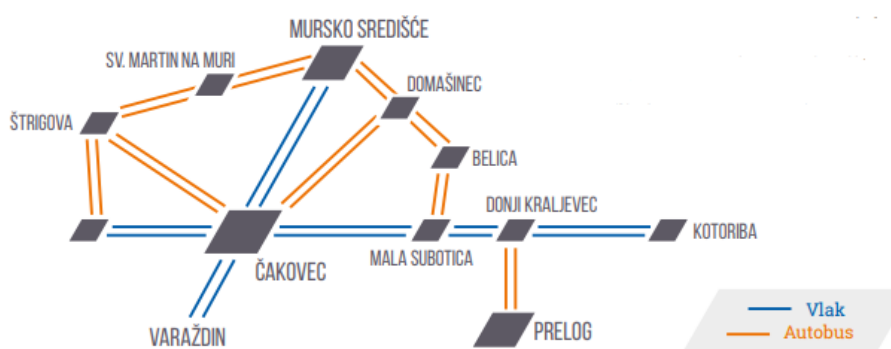 MURSKO SREDIŠĆE
SV. MARTIN NA MURI
DOMAŠINEC
ŠTRIGOVA
BELICA
DONJI KRALJEVEC
KOTORIBA
MALA SUBOTICA
ČAKOVEC
VARAŽDIN
PRELOG
Vlak
Autobus